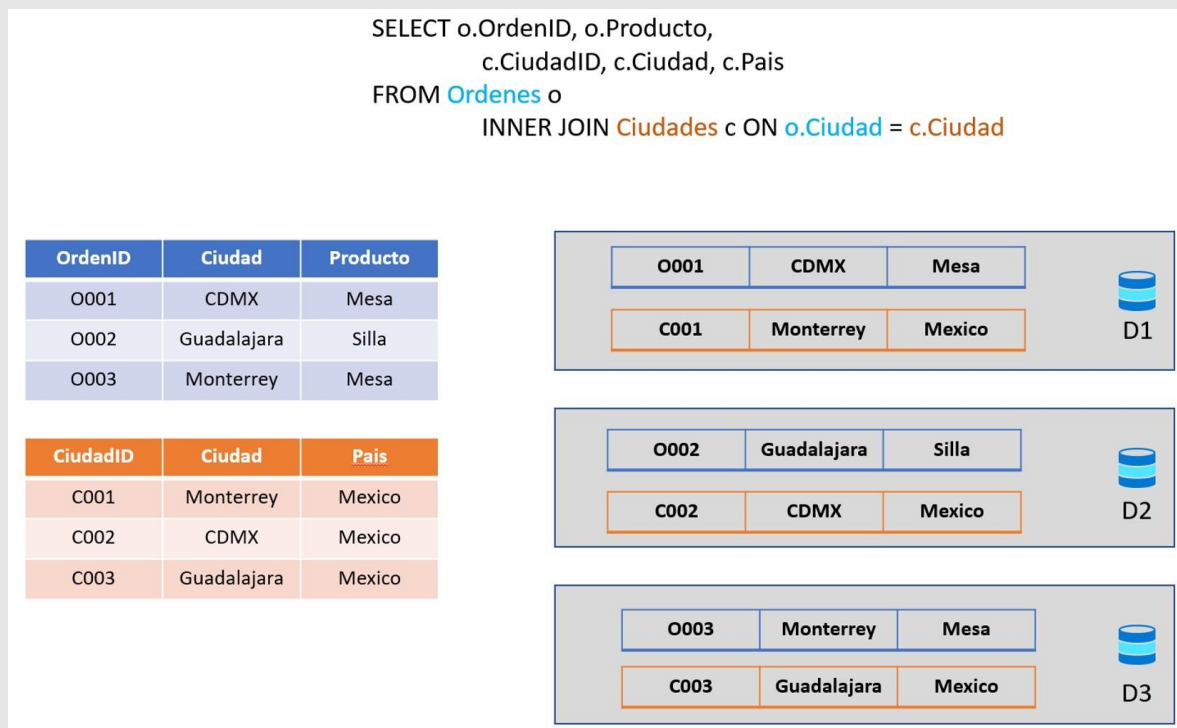 SELECT o.OrdenID, o.Producto,
c.CiudadID, c.Ciudad, c.Pais
FROM Ordenes o
INNER JOIN Ciudades c ON o.Ciudad = c.Ciudad
OrdenID Ciudad Producto
O001 CDMX Mesa
O002 Guadalajara Silla
O003 Monterrey Mesa
CiudadID Ciudad Pais
C001 Monterrey Mexico
C002 CDMX Mexico
C003 Guadalajara Mexico
O001 CDMX Mesa
C001 Monterrey Mexico
D1
O002 Guadalajara Silla
C002 CDMX Mexico
D2
O003 Monterrey Mesa
C003 Guadalajara Mexico
D3